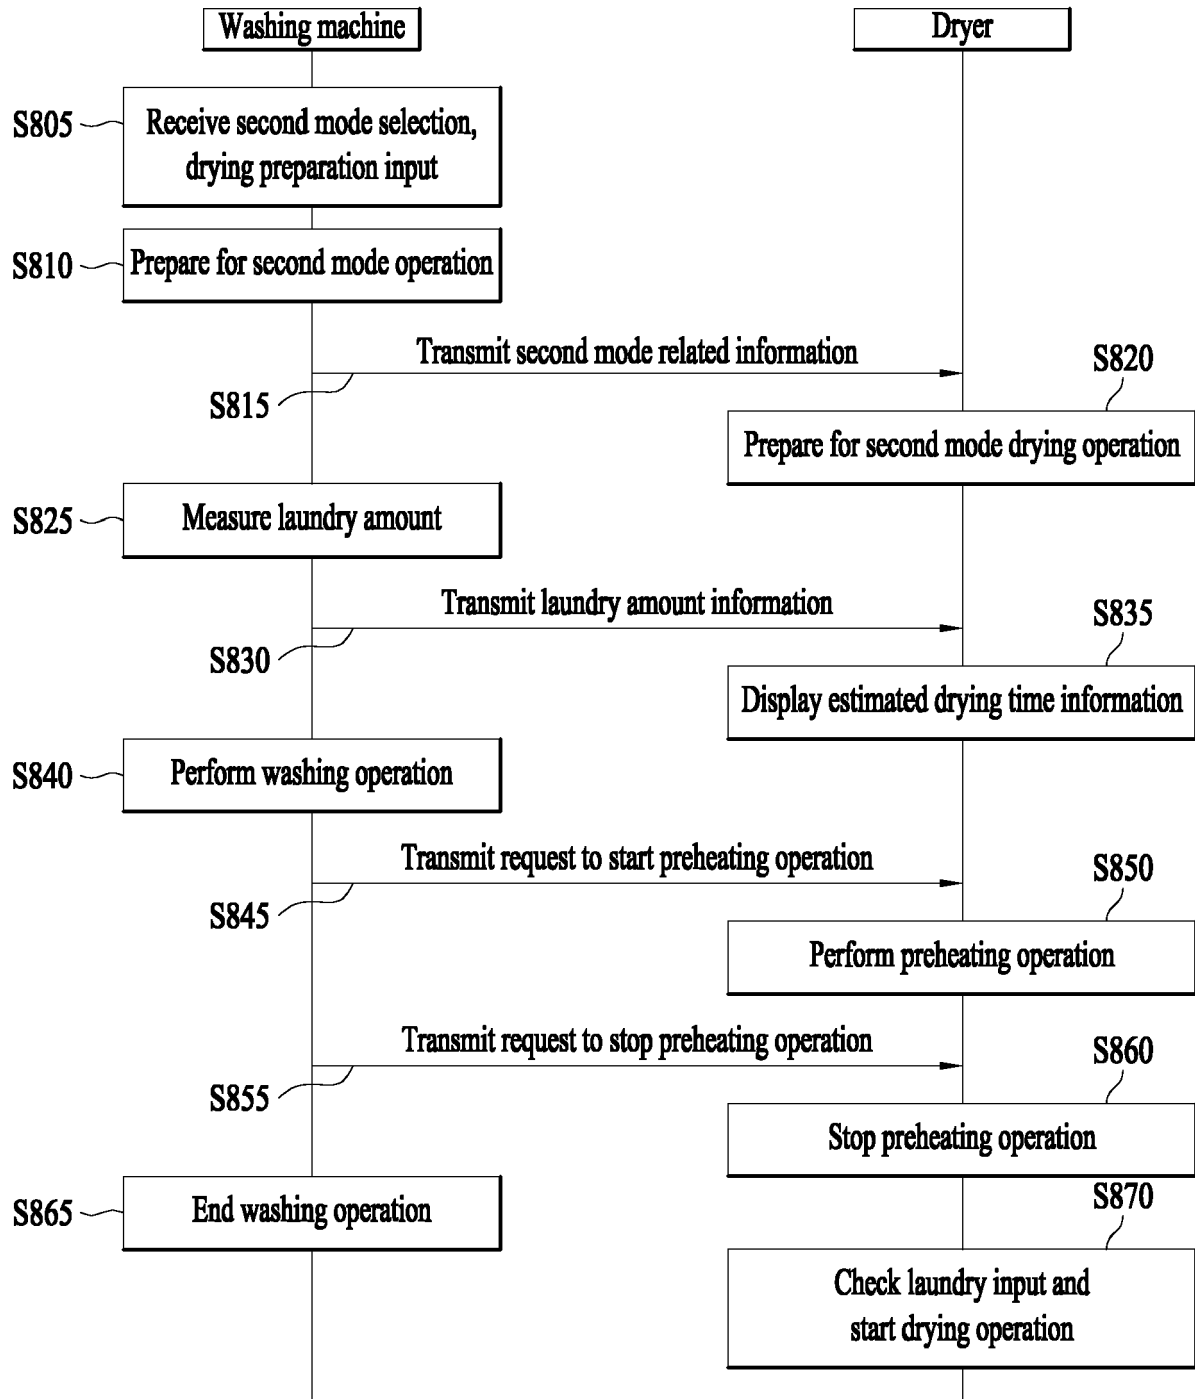 Washing machine
Dryer
S805
Receive second mode selection,
drying preparation input
S810
Prepare for second mode operation
Transmit second mode related information
S815
S820
Prepare for second mode drying operation
S825
Measure laundry amount
Transmit laundry amount information
S830
S835
Display estimated drying time information
S840
Perform washing operation
Transmit request to start preheating operation
S845
S850
Perform preheating operation
Transmit request to stop preheating operation
S855
S860
Stop preheating operation
S865
End washing operation
S870
Check laundry input and
start drying operation